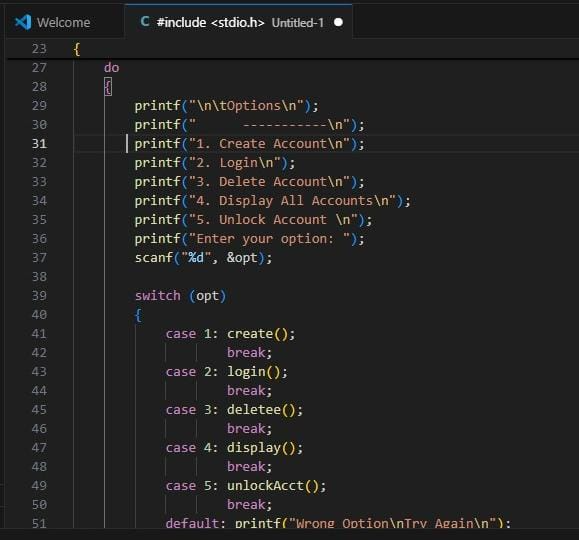 Welcome
C #include <stdio.h> Untitled-1
23 {
27 do
28 {
29 printf("\n\tOptions\n");
30 printf("      -----------\n");
31 printf("1. Create Account\n");
32 printf("2. Login\n");
33 printf("3. Delete Account\n");
34 printf("4. Display All Accounts\n");
35 printf("5. Unlock Account \n");
36 printf("Enter your option: ");
37 scanf("%d", &opt);
38
39 switch (opt)
40 {
41 case 1: create();
42 break;
43 case 2: login();
44 break;
45 case 3: deletee();
46 break;
47 case 4: display();
48 break;
49 case 5: unlockAcct();
50 break;
51 default: printf("Wrong Option\nTry Again\n");